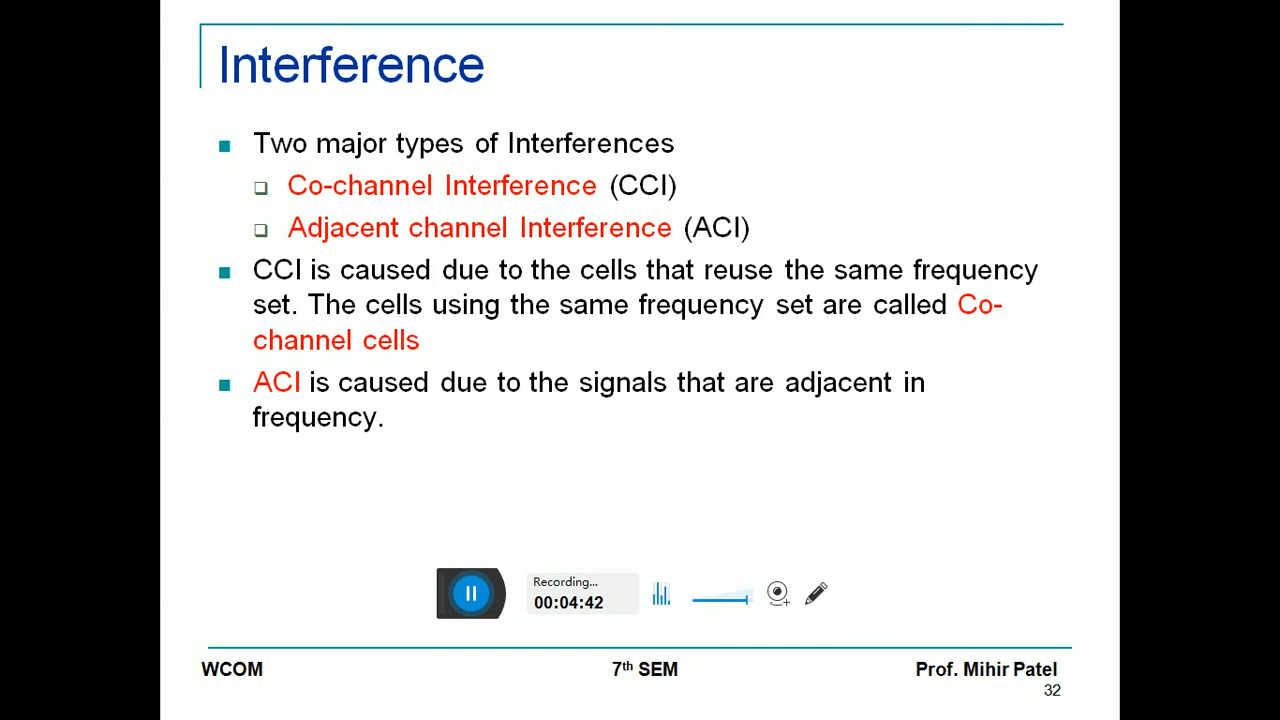 Interference
Two major types of Interferences
Co-channel Interference (CCI)
Adjacent channel Interference (ACI)
CCI is caused due to the cells that reuse the same frequency
set. The cells using the same frequency set are called Co-
channel cells
ACI is caused due to the signals that are adjacent in
frequency.
Recording...
00:04:42
WCOM 7th SEM Prof. Mihir Patel
32